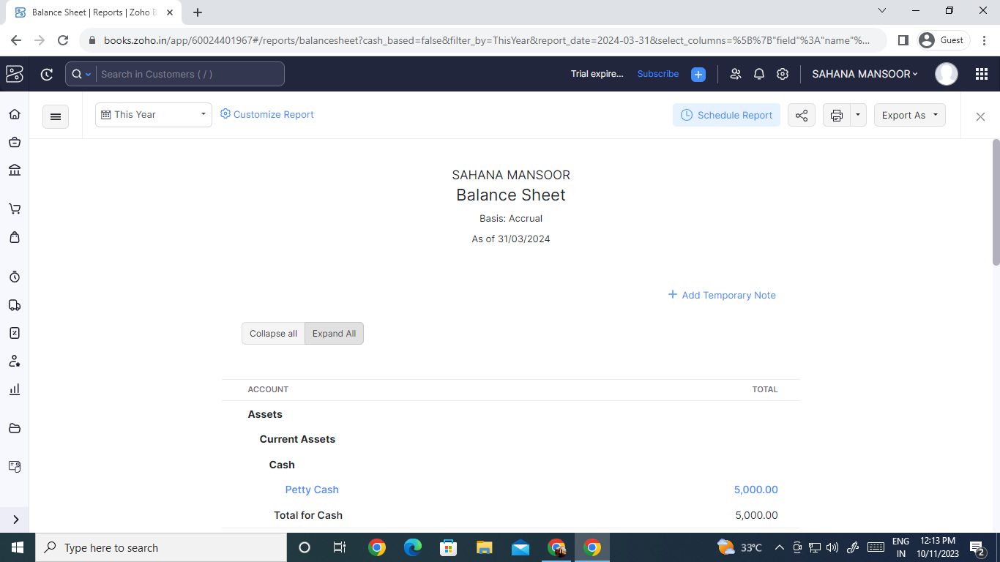 Balance Sheet | Reports | Zoho B
books.zoho.in/app/60024401967#/reports/balancesheet?cash_based=false&filter_by=ThisYear&report_date=2024-03-31&select_columns=%5B%7B"field"%3A"name"%... Guest
Search in Customers ( / ) Trial expire... Subscribe SAHANA MANSOOR
This Year Customize Report Schedule Report Export As
SAHANA MANSOOR
Balance Sheet
Basis: Accrual
As of 31/03/2024
+ Add Temporary Note
Collapse all Expand All
ACCOUNT TOTAL
Assets
Current Assets
Cash
Petty Cash 5,000.00
Total for Cash 5,000.00
Type here to search 33°C ENG IN 12:13 PM 10/11/2023 2